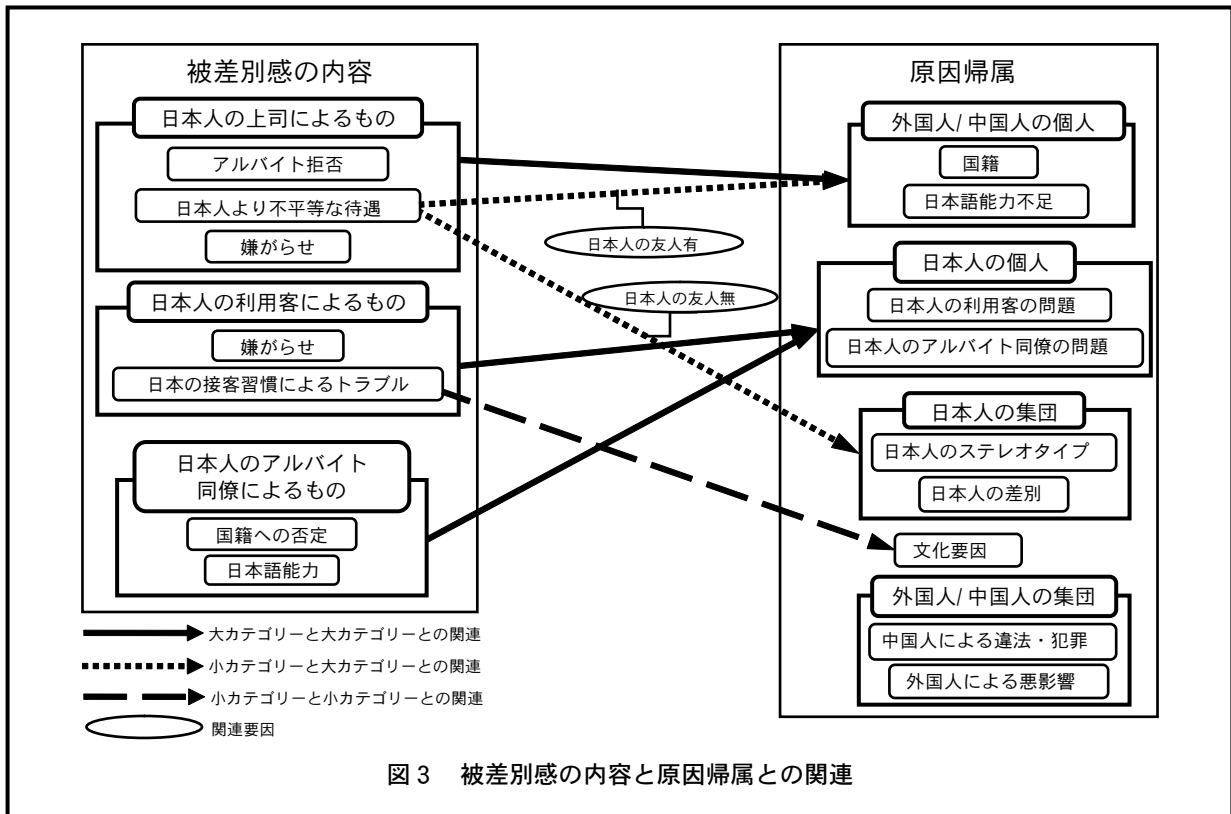 被差別感の内容
日本人の上司によるもの
アルバイト拒否
日本人より不平等な待遇
嫌がらせ
日本人の利用客によるもの
嫌がらせ
日本の接客習慣によるトラブル
日本人のアルバイト
同僚によるもの
国籍への否定
日本語能力
日本人の友人有
日本人の友人無
原因帰属
外国人/中国人の個人
国籍
日本語能力不足
日本人の個人
日本人の利用客の問題
日本人のアルバイト同僚の問題
日本人の集団
日本人のステレオタイプ
日本人の差別
文化要因
外国人/中国人の集団
中国人による違法・犯罪
外国人による悪影響
大カテゴリーと大カテゴリーとの関連
小カテゴリーと大カテゴリーとの関連
小カテゴリーと小カテゴリーとの関連
関連要因
図3 被差別感の内容と原因帰属との関連